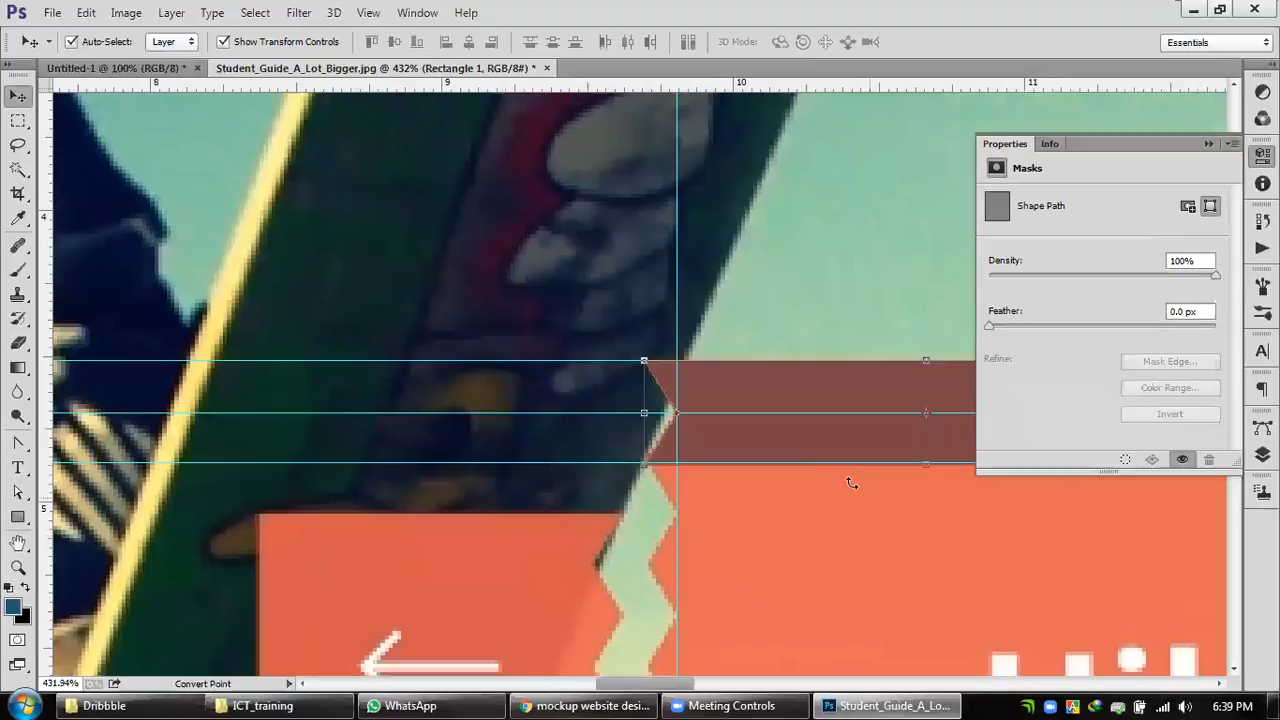 Ps File Edit Image Layer Type Select Filter 3D View Window Help
Auto-Select: Layer Show Transform Controls 3D Mode: Essentials
Untitled-1 @ 100% (RGB/8) * × Student_Guide_A_Lot_Bigger.jpg @ 432% (Rectangle 1, RGB/8#) * ×
8 9 10 11
Properties Info
Masks
4
Shape Path
Density: 100%
Feather: 0.0 px
Refine: Mask Edge...
Color Range...
Invert
5
431.94% Convert Point
Dribbble ICT_training WhatsApp mockup website desi... Meeting Controls Student_Guide_A_Lo... 6:39 PM